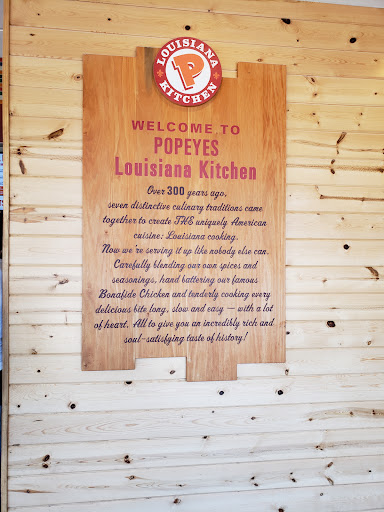 LOUISIANA
P
KITCHEN
WELCOME TO
POPEYES
Louisiana Kitchen
Over 300 years ago,
seven distinctive culinary traditions came
together to create THE uniquely American
cuisine: Louisiana cooking.
Now we're serving it up like nobody else can.
Carefully blending our own spices and
seasonings, hand battering our famous
Bonafide Chicken and tenderly cooking every
delicious bite long, slow and easy — with a lot
of heart. All to give you an incredibly rich and
soul-satisfying taste of history!